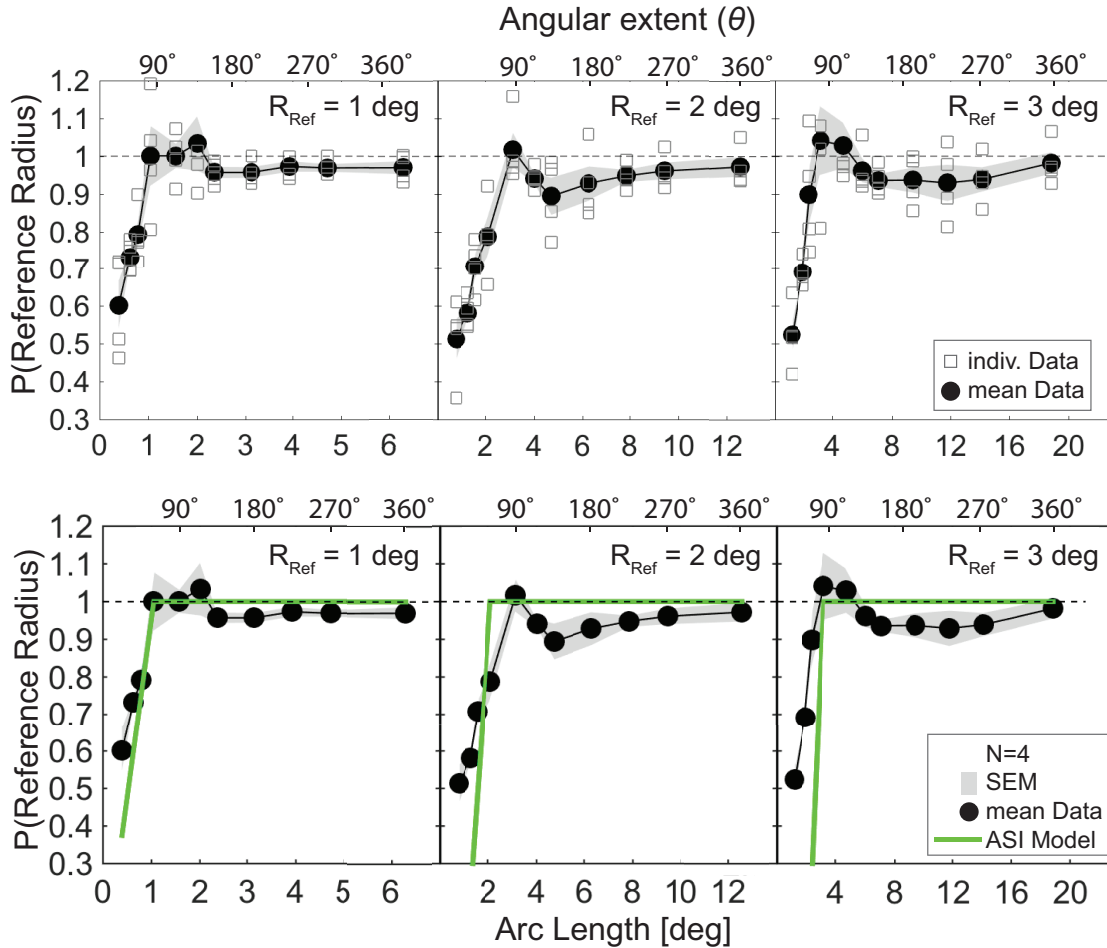 Angular extent (θ)
90° 180° 270° 360° 90° 180° 270° 360° 90° 180° 270° 360°
P(Reference Radius)
1.2
1.1
1
0.9
0.8
0.7
0.6
0.5
0.4
0.3
R_Ref = 1 deg
R_Ref = 2 deg
R_Ref = 3 deg
indiv. Data
mean Data
0 1 2 3 4 5 6 2 4 6 8 10 12 4 8 12 16 20
90° 180° 270° 360° 90° 180° 270° 360° 90° 180° 270° 360°
P(Reference Radius)
1.2
1.1
1
0.9
0.8
0.7
0.6
0.5
0.4
0.3
R_Ref = 1 deg
R_Ref = 2 deg
R_Ref = 3 deg
N=4
SEM
mean Data
ASI Model
0 1 2 3 4 5 6 2 4 6 8 10 12 4 8 12 16 20
Arc Length [deg]